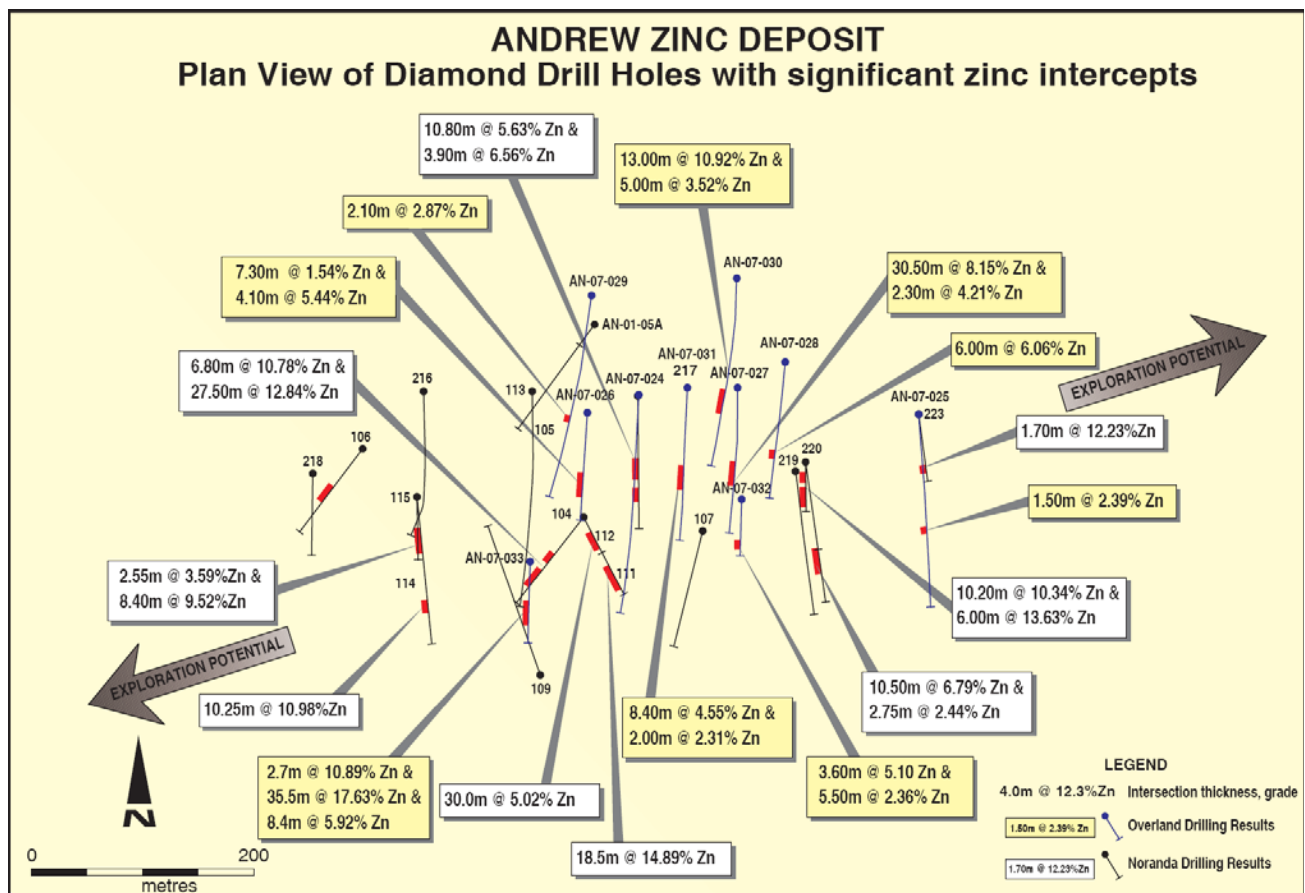 ANDREW ZINC DEPOSIT
Plan View of Diamond Drill Holes with significant zinc intercepts
10.80m @ 5.63% Zn &
3.90m @ 6.56% Zn
13.00m @ 10.92% Zn &
5.00m @ 3.52% Zn
2.10m @ 2.87% Zn
7.30m @ 1.54% Zn &
4.10m @ 5.44% Zn
AN-07-029
AN-07-030
30.50m @ 8.15% Zn &
2.30m @ 4.21% Zn
AN-01-05A
AN-07-028
6.00m @ 6.06% Zn
EXPLORATION POTENTIAL
6.80m @ 10.78% Zn &
27.50m @ 12.84% Zn
216
113
AN-07-031
217
AN-07-024
AN-07-027
AN-07-026
AN-07-025
223
105
1.70m @ 12.23%Zn
106
218
220
219
115
AN-07-032
1.50m @ 2.39% Zn
104
107
112
AN-07-033
111
114
2.55m @ 3.59%Zn &
8.40m @ 9.52%Zn
10.20m @ 10.34% Zn &
6.00m @ 13.63% Zn
EXPLORATION POTENTIAL
109
10.25m @ 10.98%Zn
10.50m @ 6.79% Zn &
2.75m @ 2.44% Zn
8.40m @ 4.55% Zn &
2.00m @ 2.31% Zn
N
2.7m @ 10.89% Zn &
35.5m @ 17.63% Zn &
8.4m @ 5.92% Zn
30.0m @ 5.02% Zn
3.60m @ 5.10 Zn &
5.50m @ 2.36% Zn
18.5m @ 14.89% Zn
LEGEND
4.0m @ 12.3%Zn Intersection thickness, grade
1.50m @ 2.39% Zn Overland Drilling Results
1.70m @ 12.23%Zn Noranda Drilling Results
0 200
metres